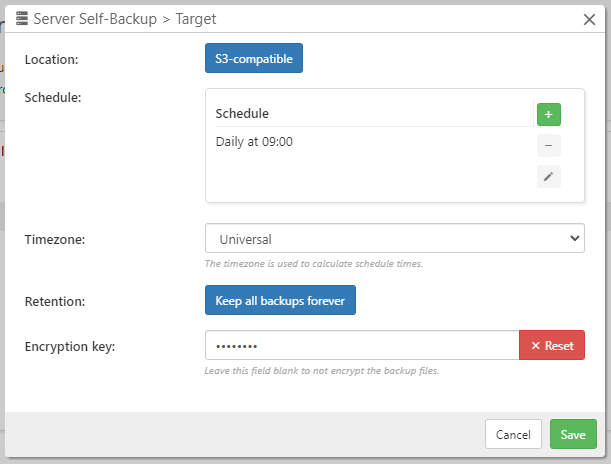 Server Self-Backup > Target
Location:
S3-compatible
Schedule:
Schedule
Daily at 09:00
Timezone:
Universal
The timezone is used to calculate schedule times.
Retention:
Keep all backups forever
Encryption key:
••••••••
× Reset
Leave this field blank to not encrypt the backup files.
Cancel
Save